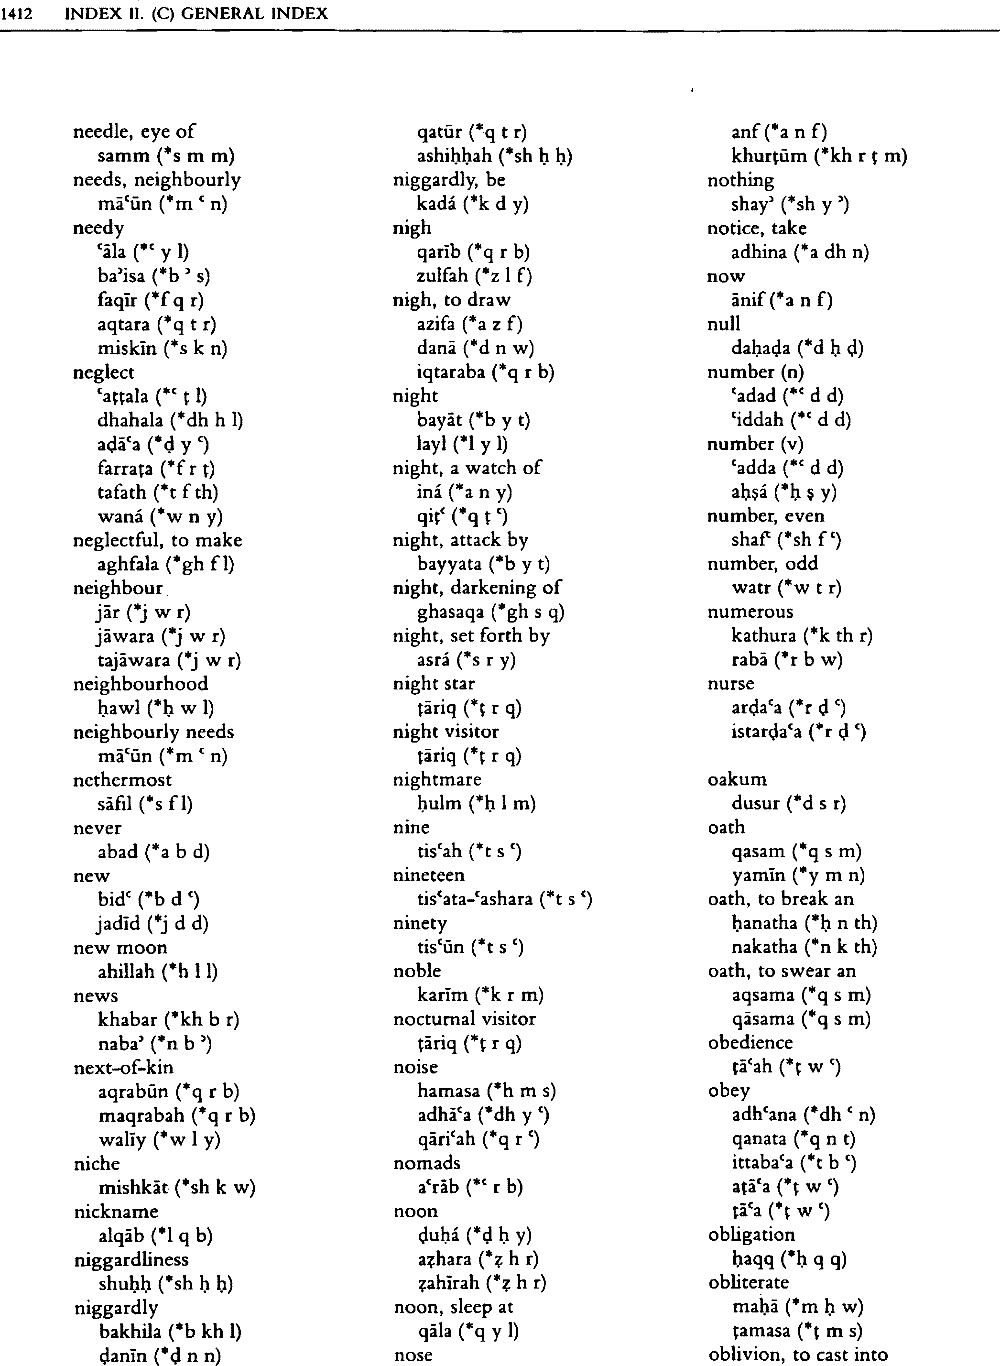 1412 INDEX II. (C) GENERAL INDEX
needle, eye of
samm (*s m m)
needs, neighbourly
māʿūn (*m ʿ n)
needy
ʿāla (*ʿ y l)
baʾisa (*b ʾ s)
faqīr (*f q r)
aqtara (*q t r)
miskīn (*s k n)
neglect
ʿaṭṭala (*ʿ ṭ l)
dhahala (*dh h l)
aḍāʿa (*ḍ y ʿ)
farraṭa (*f r ṭ)
tafath (*t f th)
waná (*w n y)
neglectful, to make
aghfala (*gh f l)
neighbour
jār (*j w r)
jāwara (*j w r)
tajāwara (*j w r)
neighbourhood
ḥawl (*ḥ w l)
neighbourly needs
māʿūn (*m ʿ n)
nethermost
sāfil (*s f l)
never
abad (*a b d)
new
bidʿ (*b d ʿ)
jadīd (*j d d)
new moon
ahillah (*h l l)
news
khabar (*kh b r)
nabaʾ (*n b ʾ)
next-of-kin
aqrabūn (*q r b)
maqrabah (*q r b)
walīy (*w l y)
niche
mishkāt (*sh k w)
nickname
alqāb (*l q b)
niggardliness
shuḥḥ (*sh ḥ ḥ)
niggardly
bakhila (*b kh l)
ḍanīn (*ḍ n n)
qatūr (*q t r)
ashiḥḥah (*sh ḥ ḥ)
niggardly, be
kadá (*k d y)
nigh
qarīb (*q r b)
zulfah (*z l f)
nigh, to draw
azifa (*a z f)
danā (*d n w)
iqtaraba (*q r b)
night
bayāt (*b y t)
layl (*l y l)
night, a watch of
iná (*a n y)
qiṭʿ (*q ṭ ʿ)
night, attack by
bayyata (*b y t)
night, darkening of
ghasaqa (*gh s q)
night, set forth by
asrá (*s r y)
night star
ṭāriq (*ṭ r q)
night visitor
ṭāriq (*ṭ r q)
nightmare
ḥulm (*ḥ l m)
nine
tisʿah (*t s ʿ)
nineteen
tisʿata-ʿashara (*t s ʿ)
ninety
tisʿūn (*t s ʿ)
noble
karīm (*k r m)
nocturnal visitor
ṭāriq (*ṭ r q)
noise
hamasa (*h m s)
adhāʿa (*dh y ʿ)
qāriʿah (*q r ʿ)
nomads
aʿrāb (*ʿ r b)
noon
ḍuḥá (*ḍ ḥ y)
aẓhara (*ẓ h r)
ẓahīrah (*ẓ h r)
noon, sleep at
qāla (*q y l)
nose
anf (*a n f)
khurṭūm (*kh r ṭ m)
nothing
shayʾ (*sh y ʾ)
notice, take
adhina (*a dh n)
now
ānif (*a n f)
null
daḥaḍa (*d ḥ ḍ)
number (n)
ʿadad (*ʿ d d)
ʿiddah (*ʿ d d)
number (v)
ʿadda (*ʿ d d)
aḥṣá (*ḥ ṣ y)
number, even
shafʿ (*sh f ʿ)
number, odd
watr (*w t r)
numerous
kathura (*k th r)
rabā (*r b w)
nurse
arḍaʿa (*r ḍ ʿ)
istarḍaʿa (*r ḍ ʿ)
oakum
dusur (*d s r)
oath
qasam (*q s m)
yamīn (*y m n)
oath, to break an
ḥanatha (*ḥ n th)
nakatha (*n k th)
oath, to swear an
aqsama (*q s m)
qāsama (*q s m)
obedience
ṭāʿah (*ṭ w ʿ)
obey
adhʿana (*dh ʿ n)
qanata (*q n t)
ittabaʿa (*t b ʿ)
aṭāʿa (*ṭ w ʿ)
ṭāʿa (*ṭ w ʿ)
obligation
ḥaqq (*ḥ q q)
obliterate
maḥā (*m ḥ w)
ṭamasa (*ṭ m s)
oblivion, to cast into